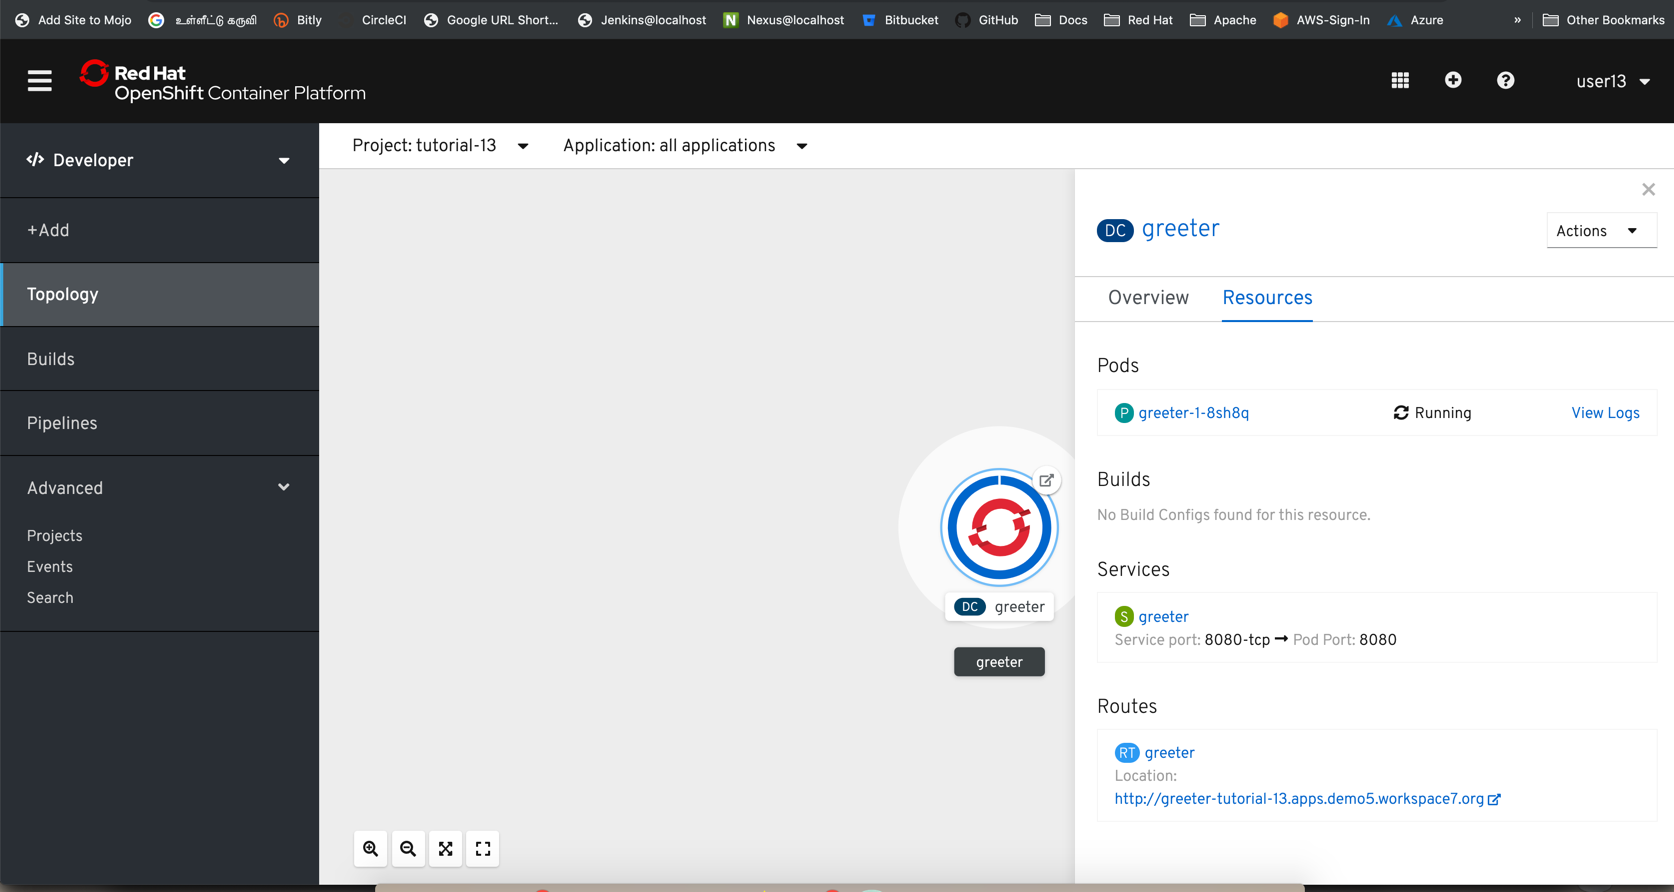 Add Site to Mojo உள்ளீட்டு கருவி Bitly CircleCI Google URL Short... Jenkins@localhost Nexus@localhost Bitbucket GitHub Docs Red Hat Apache AWS-Sign-In Azure » Other Bookmarks
Red Hat
OpenShift Container Platform
user13
Developer
+Add
Topology
Builds
Pipelines
Advanced
Projects
Events
Search
Project: tutorial-13 Application: all applications
DC greeter
greeter
DC greeter
Actions
Overview Resources
Pods
P greeter-1-8sh8q Running View Logs
Builds
No Build Configs found for this resource.
Services
S greeter
Service port: 8080-tcp → Pod Port: 8080
Routes
RT greeter
Location:
http://greeter-tutorial-13.apps.demo5.workspace7.org